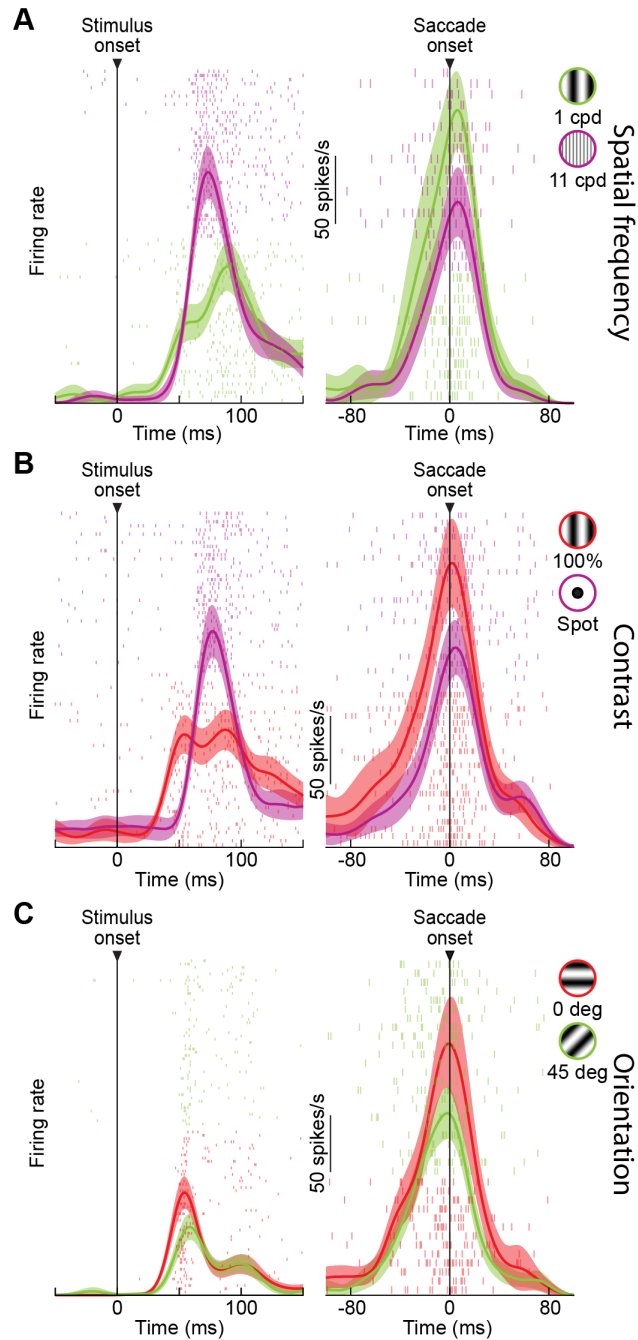 A
Stimulus
onset
Saccade
onset
1 cpd
11 cpd
Spatial frequency
Firing rate
50 spikes/s
0
100
Time (ms)
-80
0
80
Time (ms)
B
Stimulus
onset
Saccade
onset
100%
Spot
Contrast
Firing rate
50 spikes/s
0
100
Time (ms)
-80
0
80
Time (ms)
C
Stimulus
onset
Saccade
onset
0 deg
45 deg
Orientation
Firing rate
50 spikes/s
0
100
Time (ms)
-80
0
80
Time (ms)